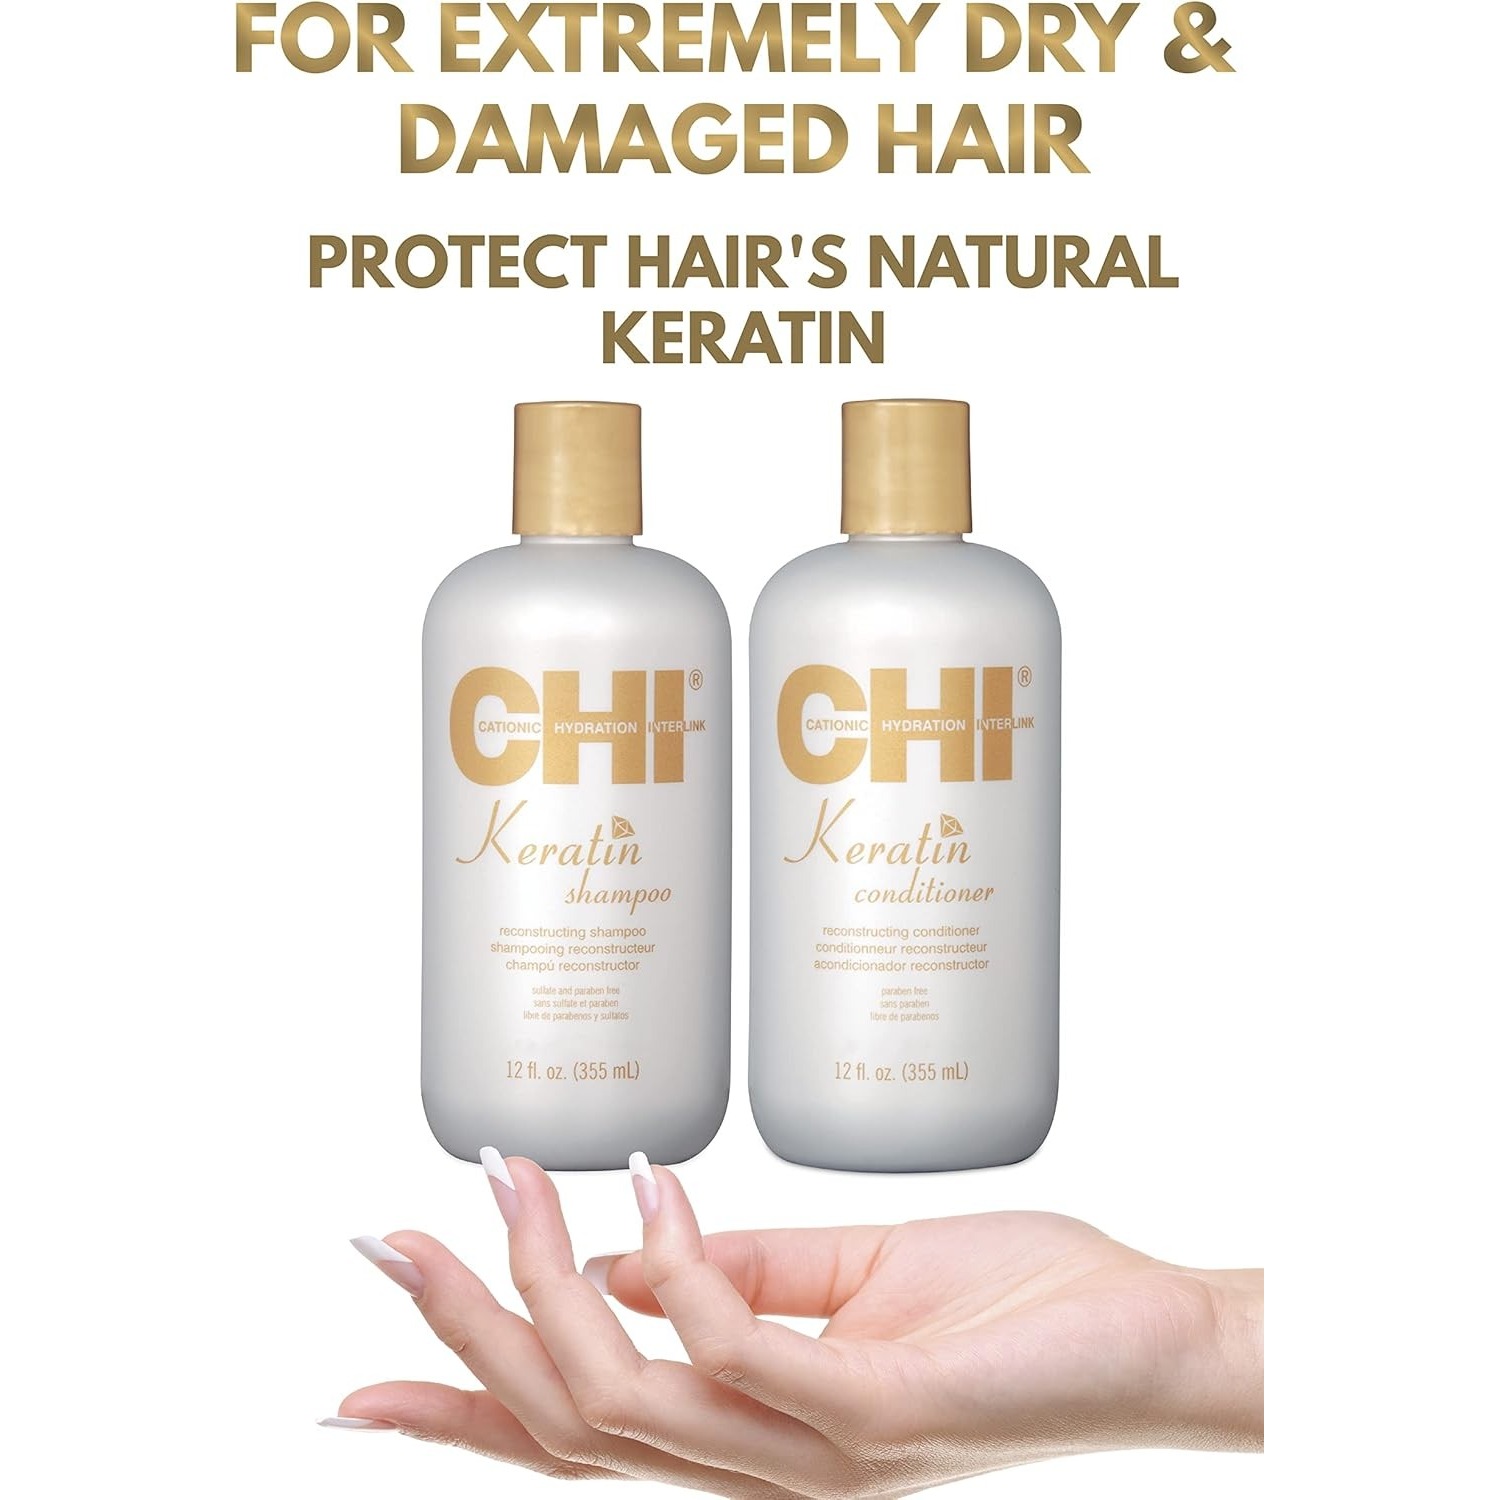 FOR EXTREMELY DRY &
DAMAGED HAIR
PROTECT HAIR'S NATURAL
KERATIN
CHI®
CATIONIC HYDRATION INTERLINK
Keratin
shampoo
reconstructing shampoo
shampooing reconstructeur
champú reconstructor
sulfate and paraben free
sans sulfate et paraben
libre de parabenos y sulfatos
12 fl. oz. (355 mL)
CHI®
CATIONIC HYDRATION INTERLINK
Keratin
conditioner
reconstructing conditioner
conditionneur reconstructeur
acondicionador reconstructor
paraben free
sans paraben
libre de parabenos
12 fl. oz. (355 mL)